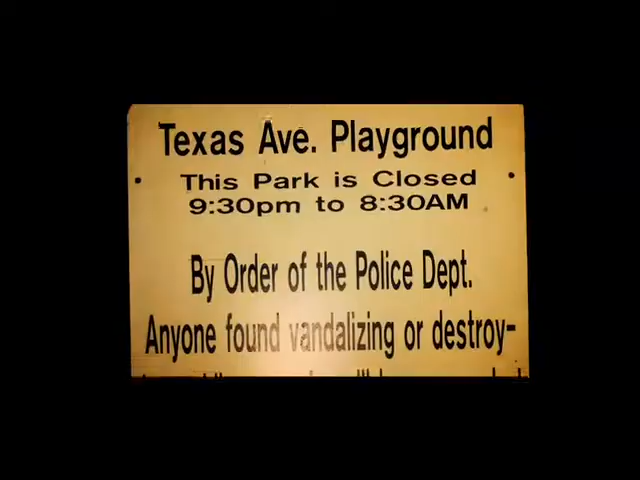 Texas Ave. Playground
This Park is Closed
9:30pm to 8:30AM
By Order of the Police Dept.
Anyone found vandalizing or destroy-